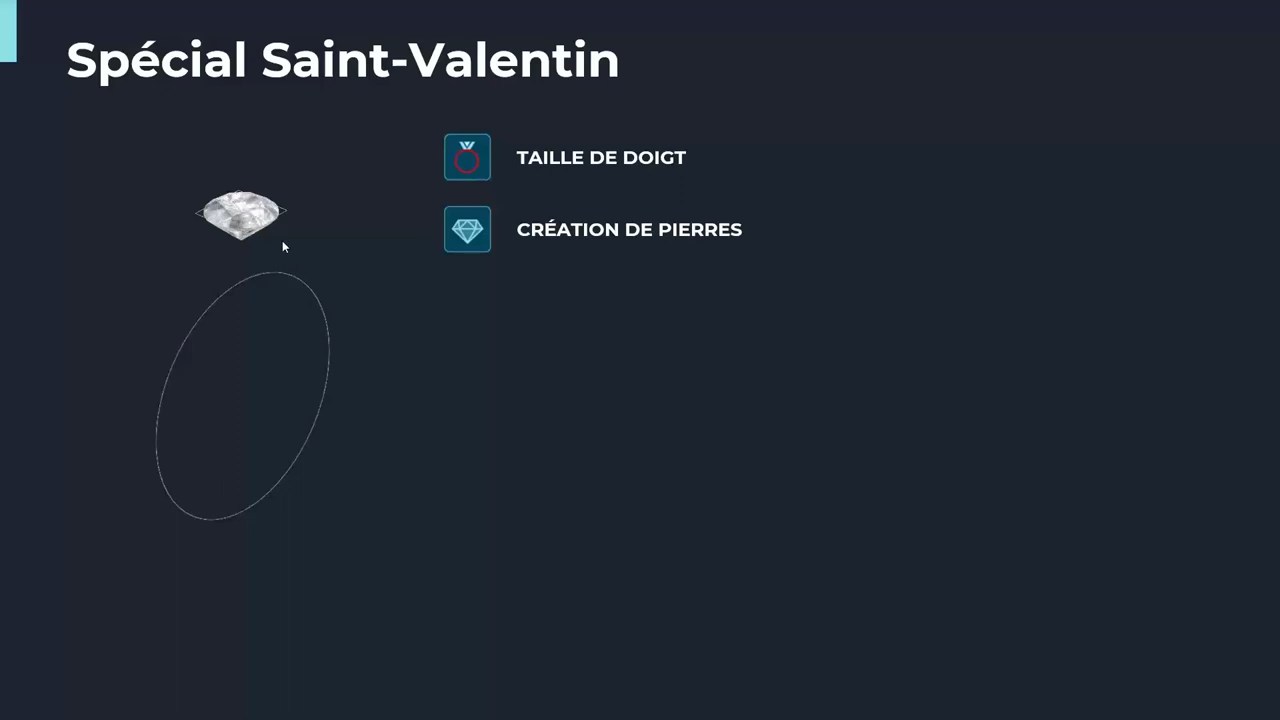 Spécial Saint-Valentin
TAILLE DE DOIGT
CRÉATION DE PIERRES